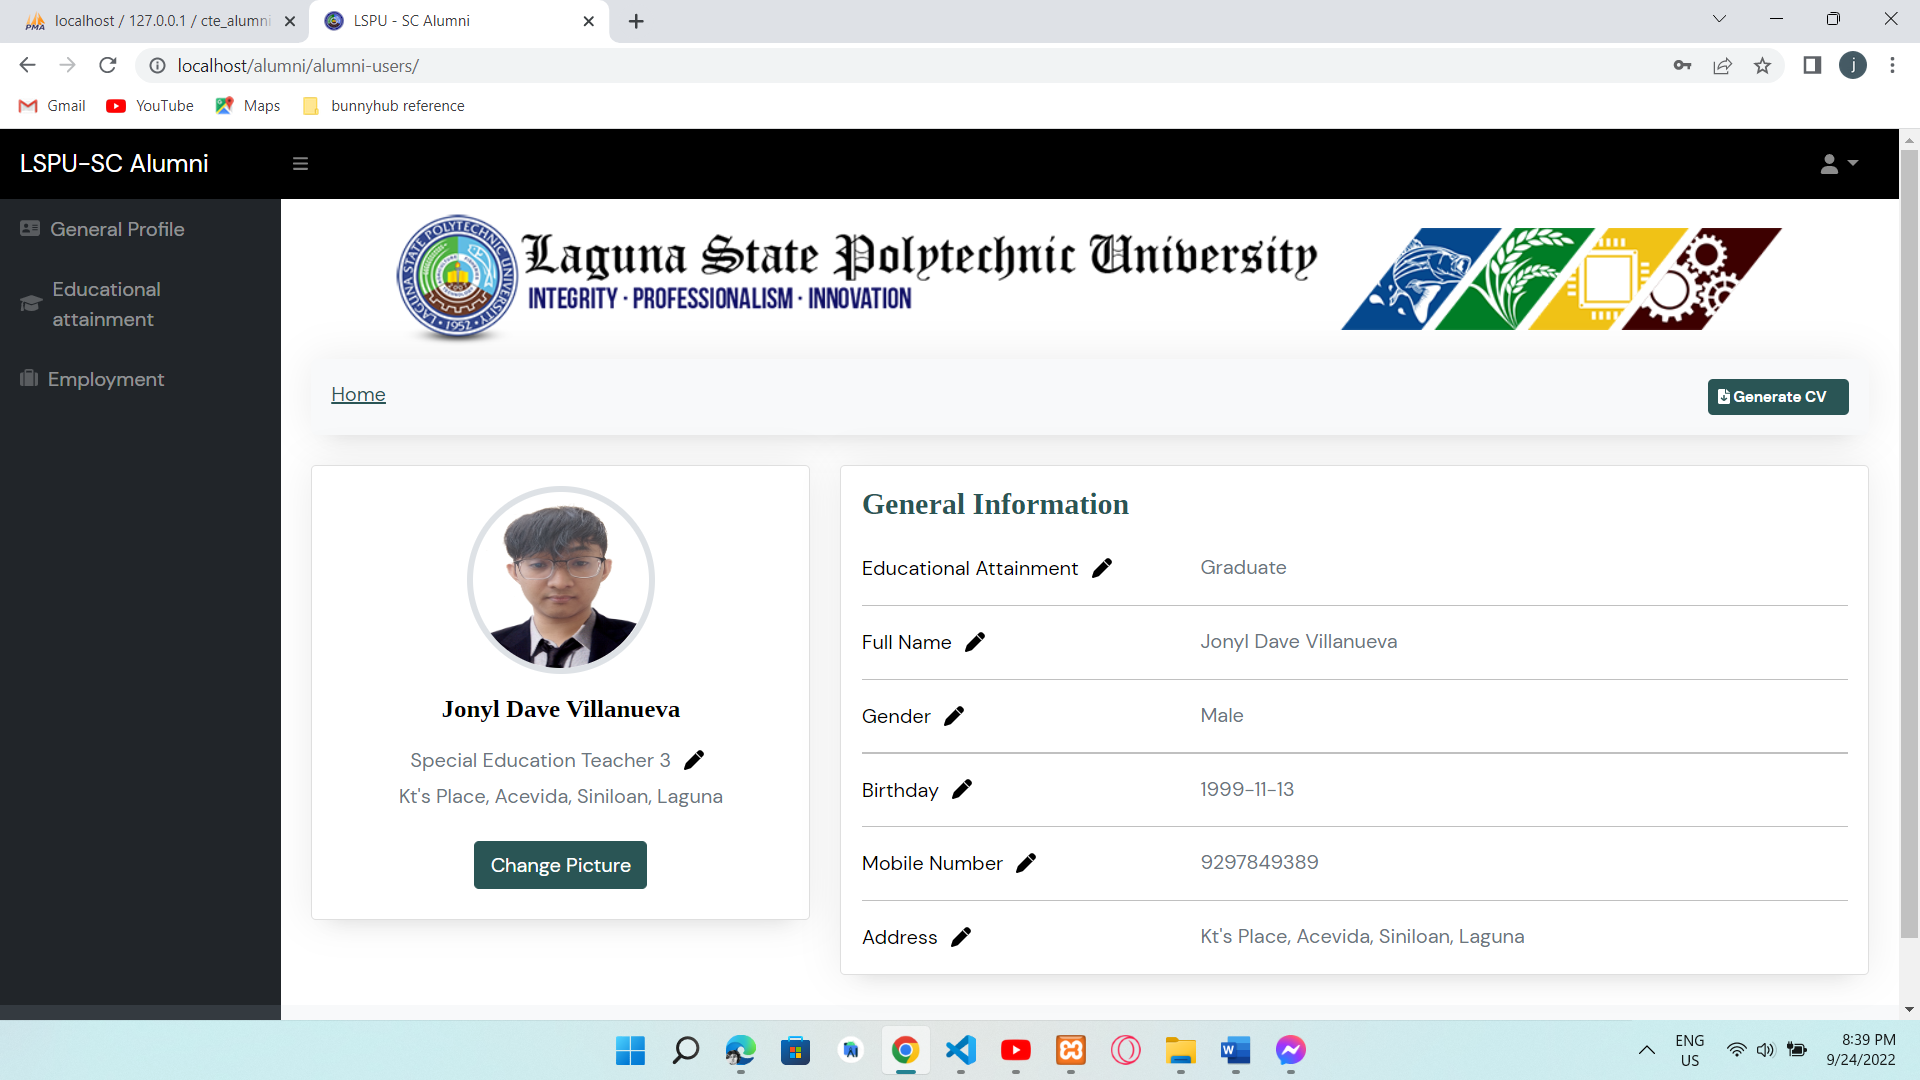 localhost / 127.0.0.1 / cte_alumni
LSPU - SC Alumni
localhost/alumni/alumni-users/
j
Gmail
YouTube
Maps
bunnyhub reference
LSPU-SC Alumni
General Profile
Educational
attainment
Employment
LAGUNA STATE POLYTECHNIC UNIVERSITY
1952
Laguna State Polytechnic University
INTEGRITY · PROFESSIONALISM · INNOVATION
Home
Generate CV
Jonyl Dave Villanueva
Special Education Teacher 3
Kt's Place, Acevida, Siniloan, Laguna
Change Picture
General Information
Educational Attainment Graduate
Full Name Jonyl Dave Villanueva
Gender Male
Birthday 1999-11-13
Mobile Number 9297849389
Address Kt's Place, Acevida, Siniloan, Laguna
ENG
US
8:39 PM
9/24/2022